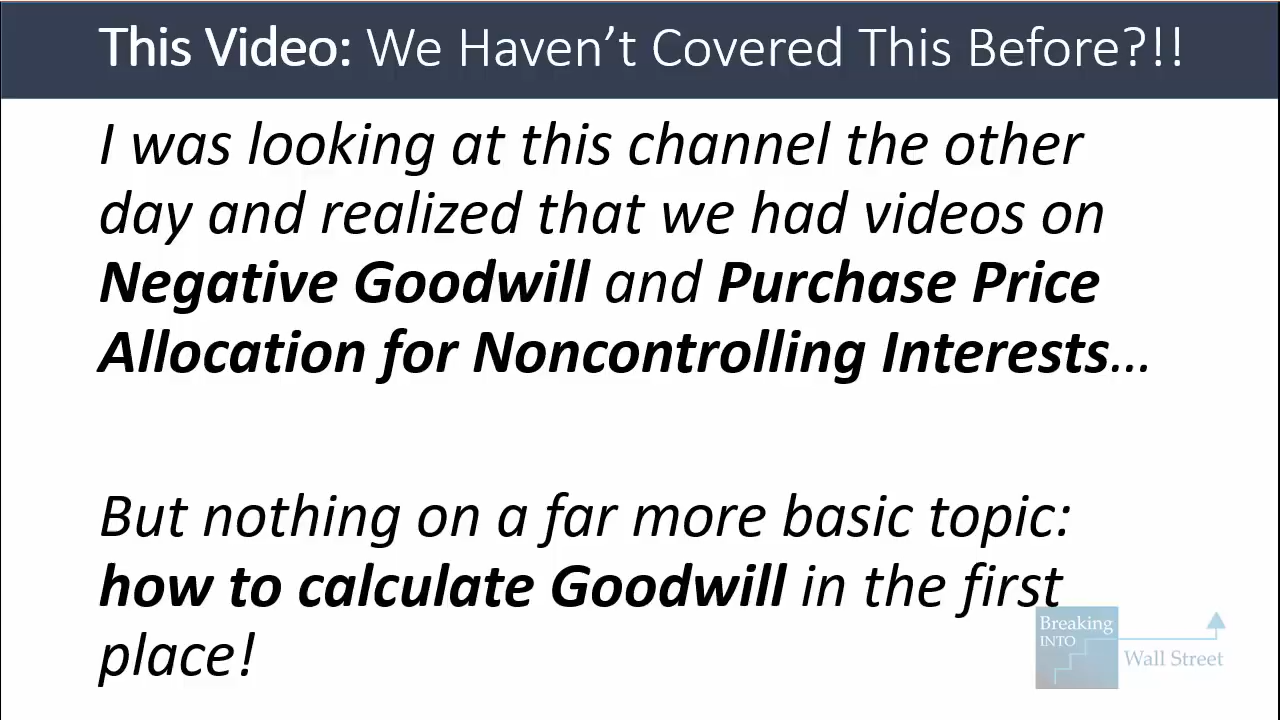 This Video: We Haven’t Covered This Before?!!
I was looking at this channel the other
day and realized that we had videos on
Negative Goodwill and Purchase Price
Allocation for Noncontrolling Interests…
But nothing on a far more basic topic:
how to calculate Goodwill in the first
place!
Breaking
INTO
Wall Street